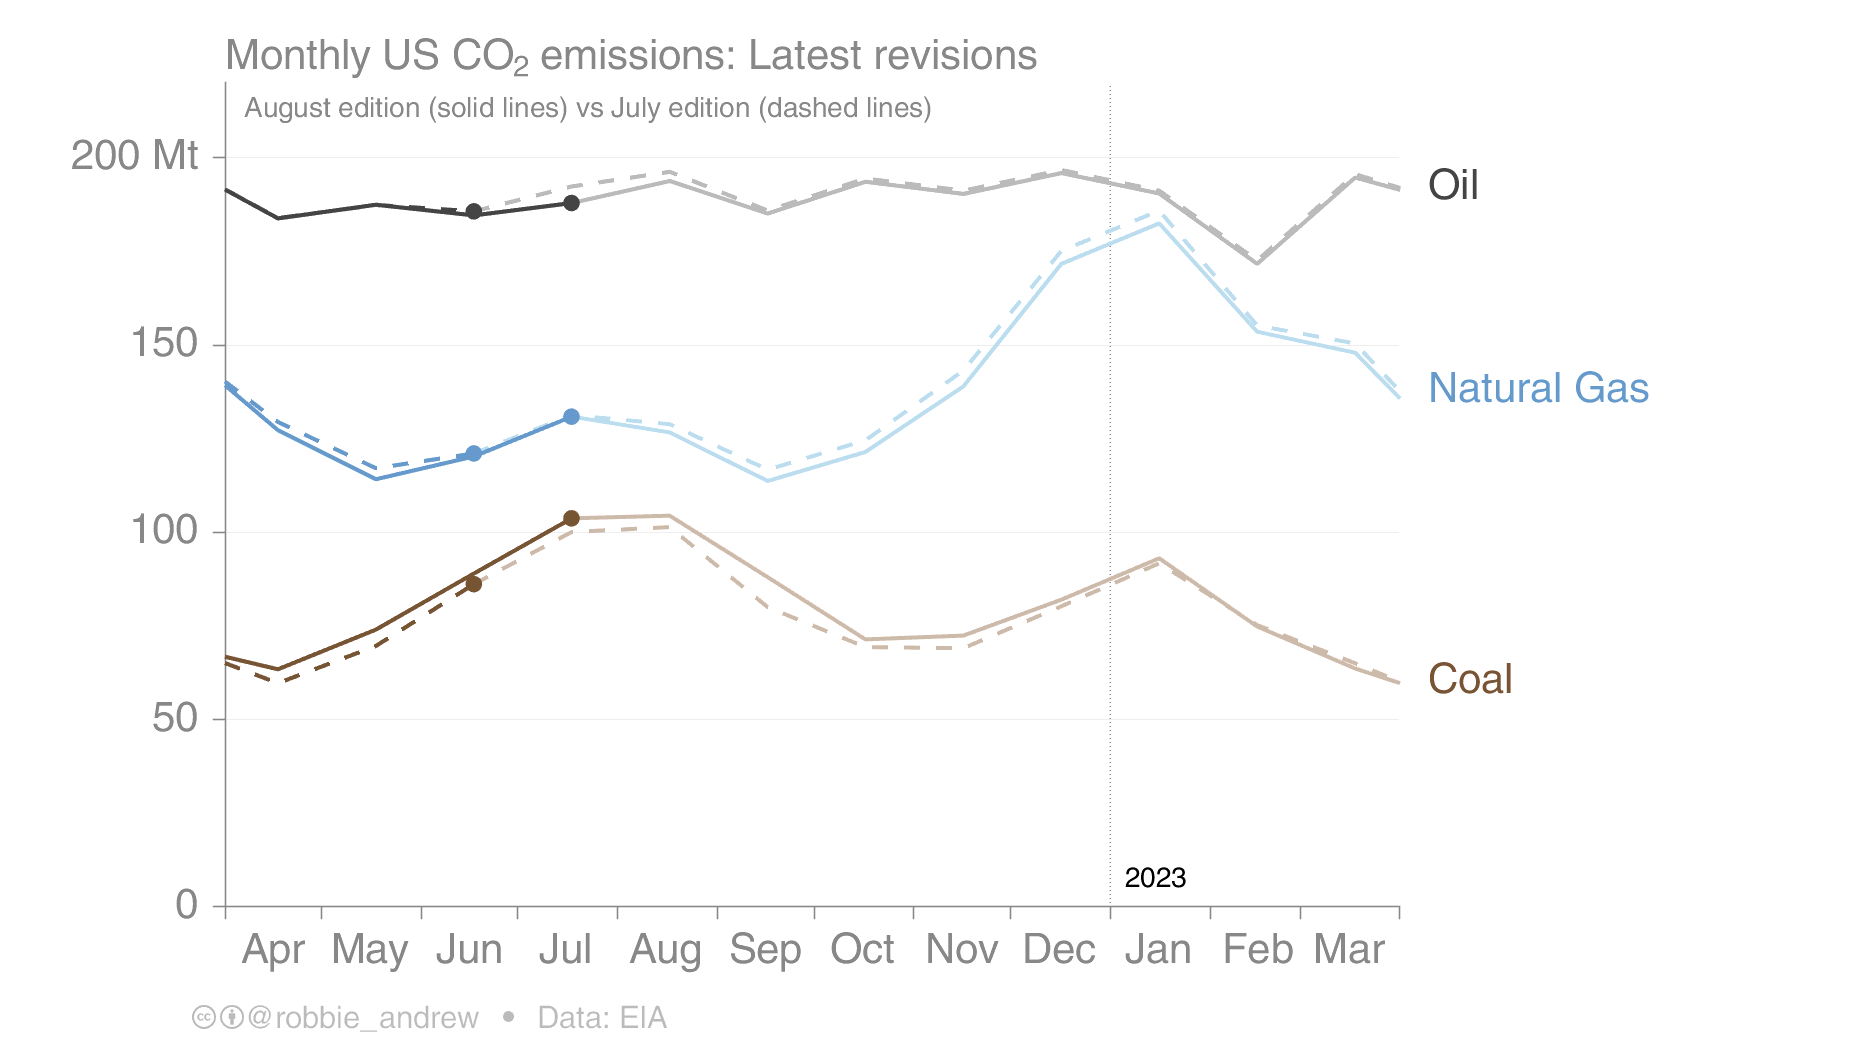 Monthly US CO₂ emissions: Latest revisions
August edition (solid lines) vs July edition (dashed lines)
200 Mt
150
100
50
0
Oil
Natural Gas
Coal
2023
Apr May Jun Jul Aug Sep Oct Nov Dec Jan Feb Mar
cc @robbie_andrew • Data: EIA